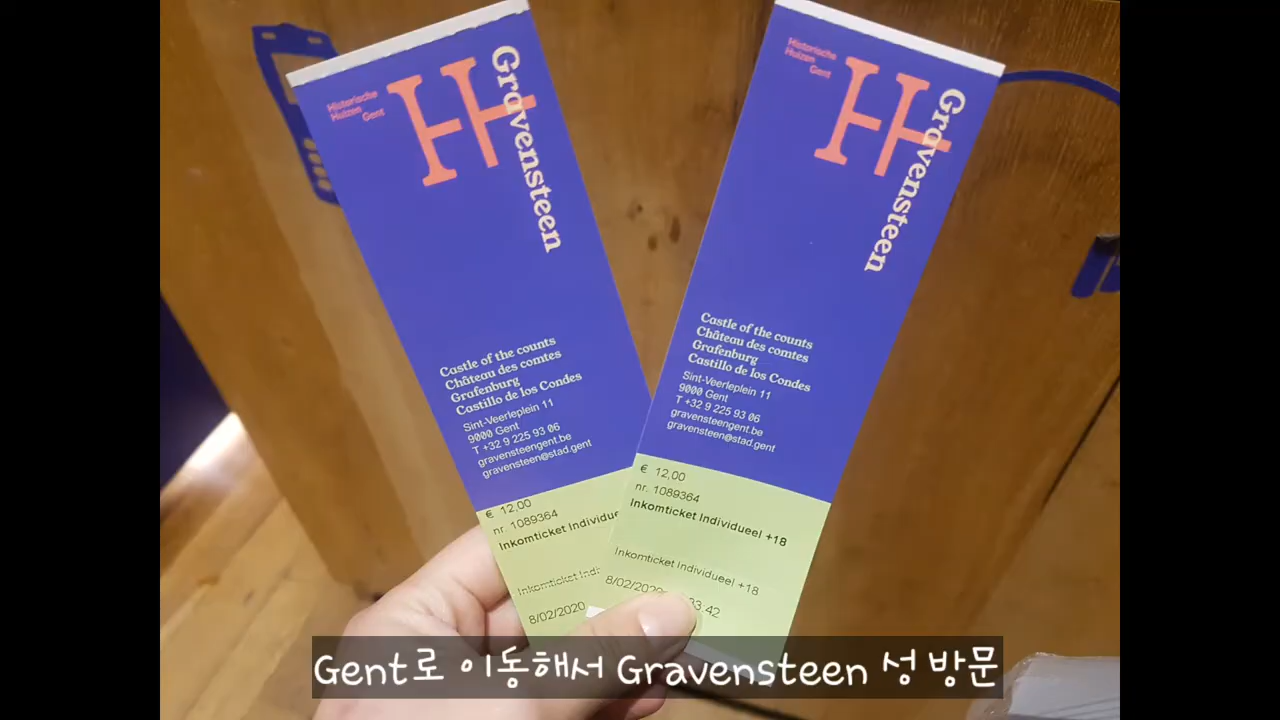 Historische
Huizen
Gent
H
Gravensteen
Castle of the counts
Château des comtes
Grafenburg
Castillo de los Condes
Sint-Veerleplein 11
9000 Gent
T +32 9 225 93 06
gravensteengent.be
gravensteen@stad.gent
€ 12,00
nr. 1089364
Inkomticket
8/02/2020
Historische
Huizen
Gent
H
Gravensteen
Castle of the counts
Château des comtes
Grafenburg
Castillo de los Condes
Sint-Veerleplein 11
9000 Gent
T +32 9 225 93 06
gravensteengent.be
gravensteen@stad.gent
€ 12,00
nr. 1089364
Inkomticket Individueel +18
Inkomticket Individueel +18
Gent로 이동해서 Gravensteen 성 방문